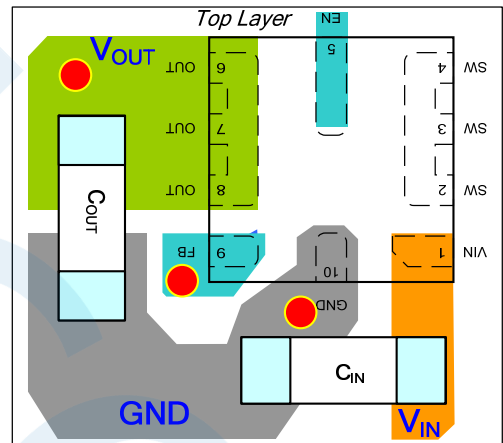 Top Layer
VOUT
EN
5
OUT
6
4
SW
OUT
7
3
SW
OUT
8
2
SW
COUT
FB
9
1
VIN
10
GND
CIN
GND
VIN